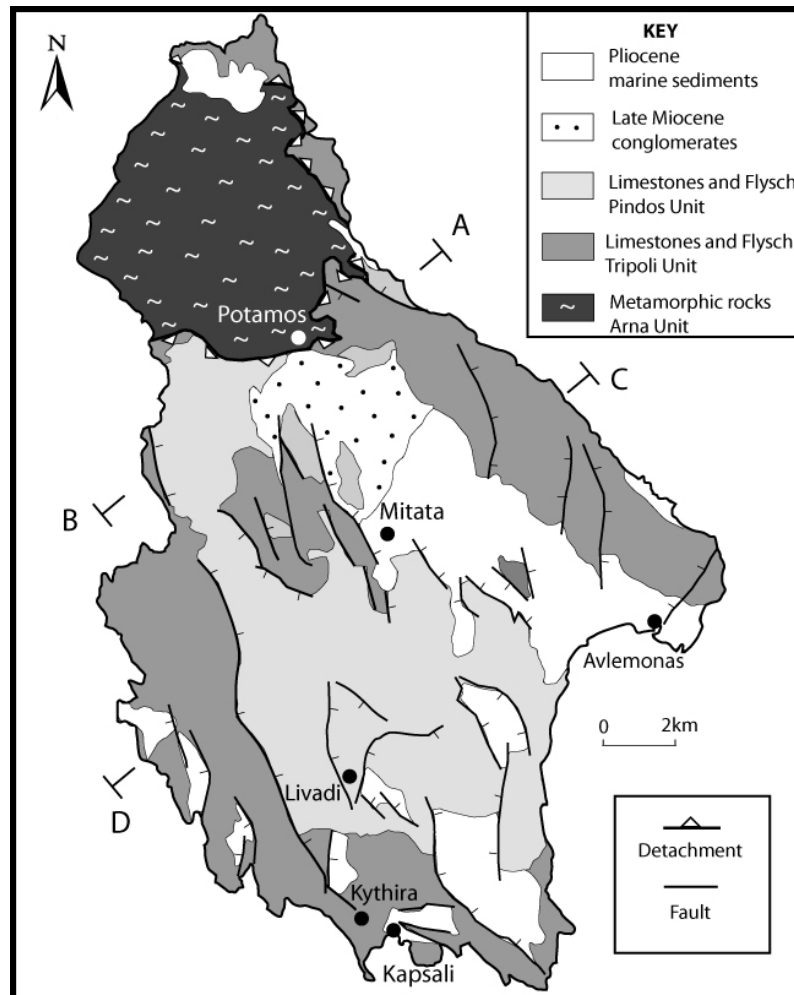 N
KEY
Pliocene
marine sediments
Late Miocene
conglomerates
Limestones and Flysch
Pindos Unit
Limestones and Flysch
Tripoli Unit
Metamorphic rocks
Arna Unit
A
Potamos
C
B
Mitata
Avlemonas
0 2km
Livadi
D
Detachment
Fault
Kythira
Kapsali